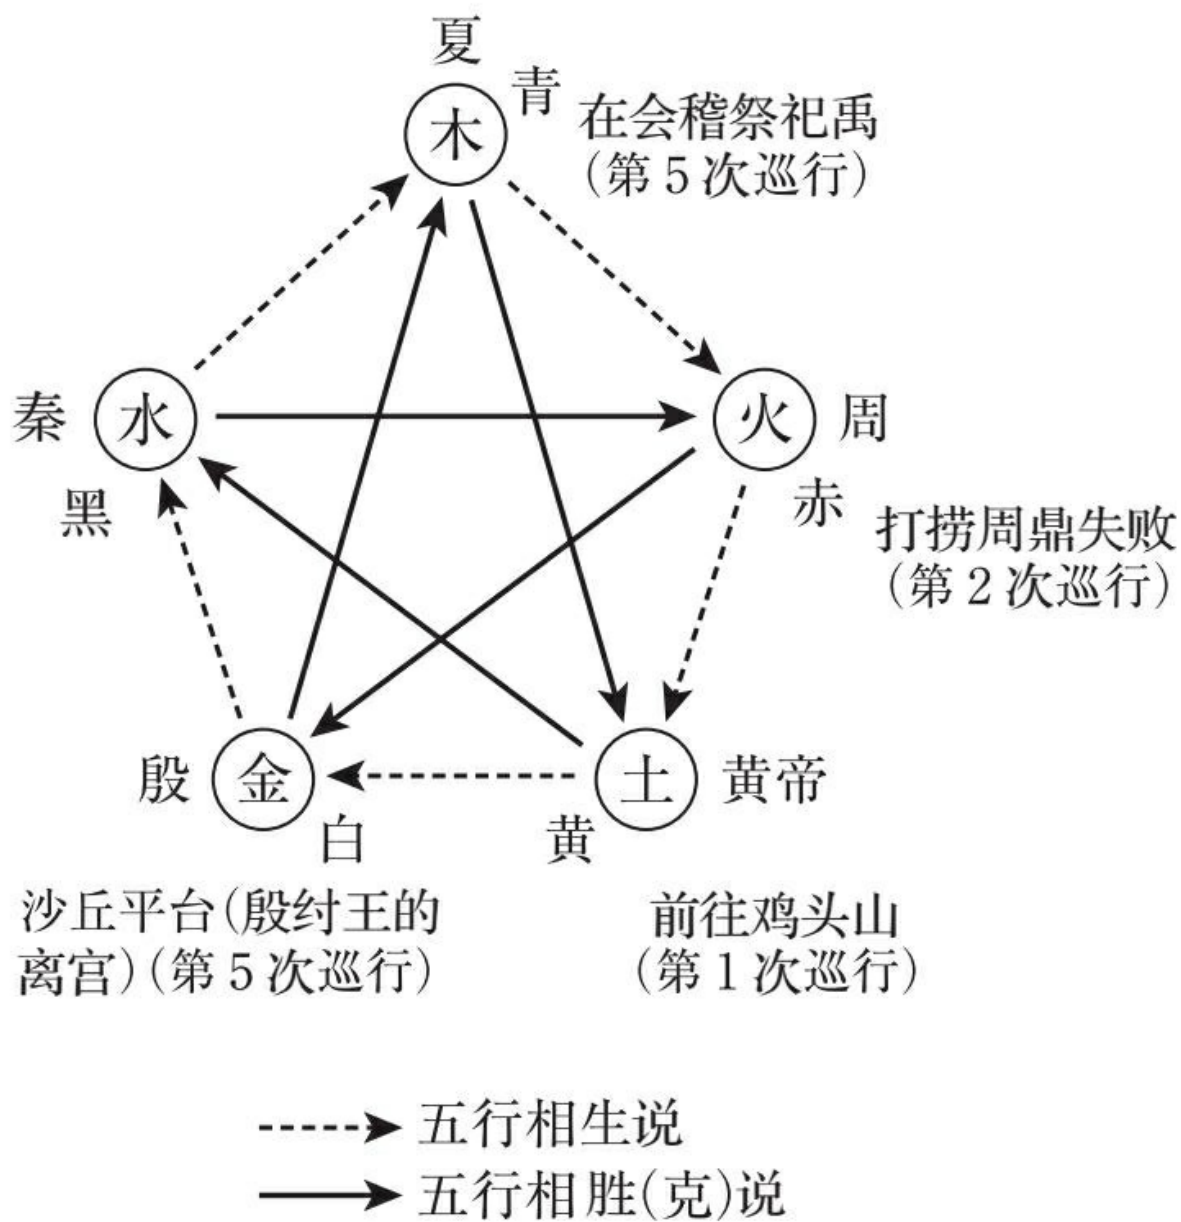 夏
青
木
在会稽祭祀禹
(第5次巡行)
秦
水
黑
火
周
赤
打捞周鼎失败
(第2次巡行)
殷
金
白
土
黄帝
黄
沙丘平台(殷纣王的
离宫)(第5次巡行)
前往鸡头山
(第1次巡行)
五行相生说
五行相胜(克)说